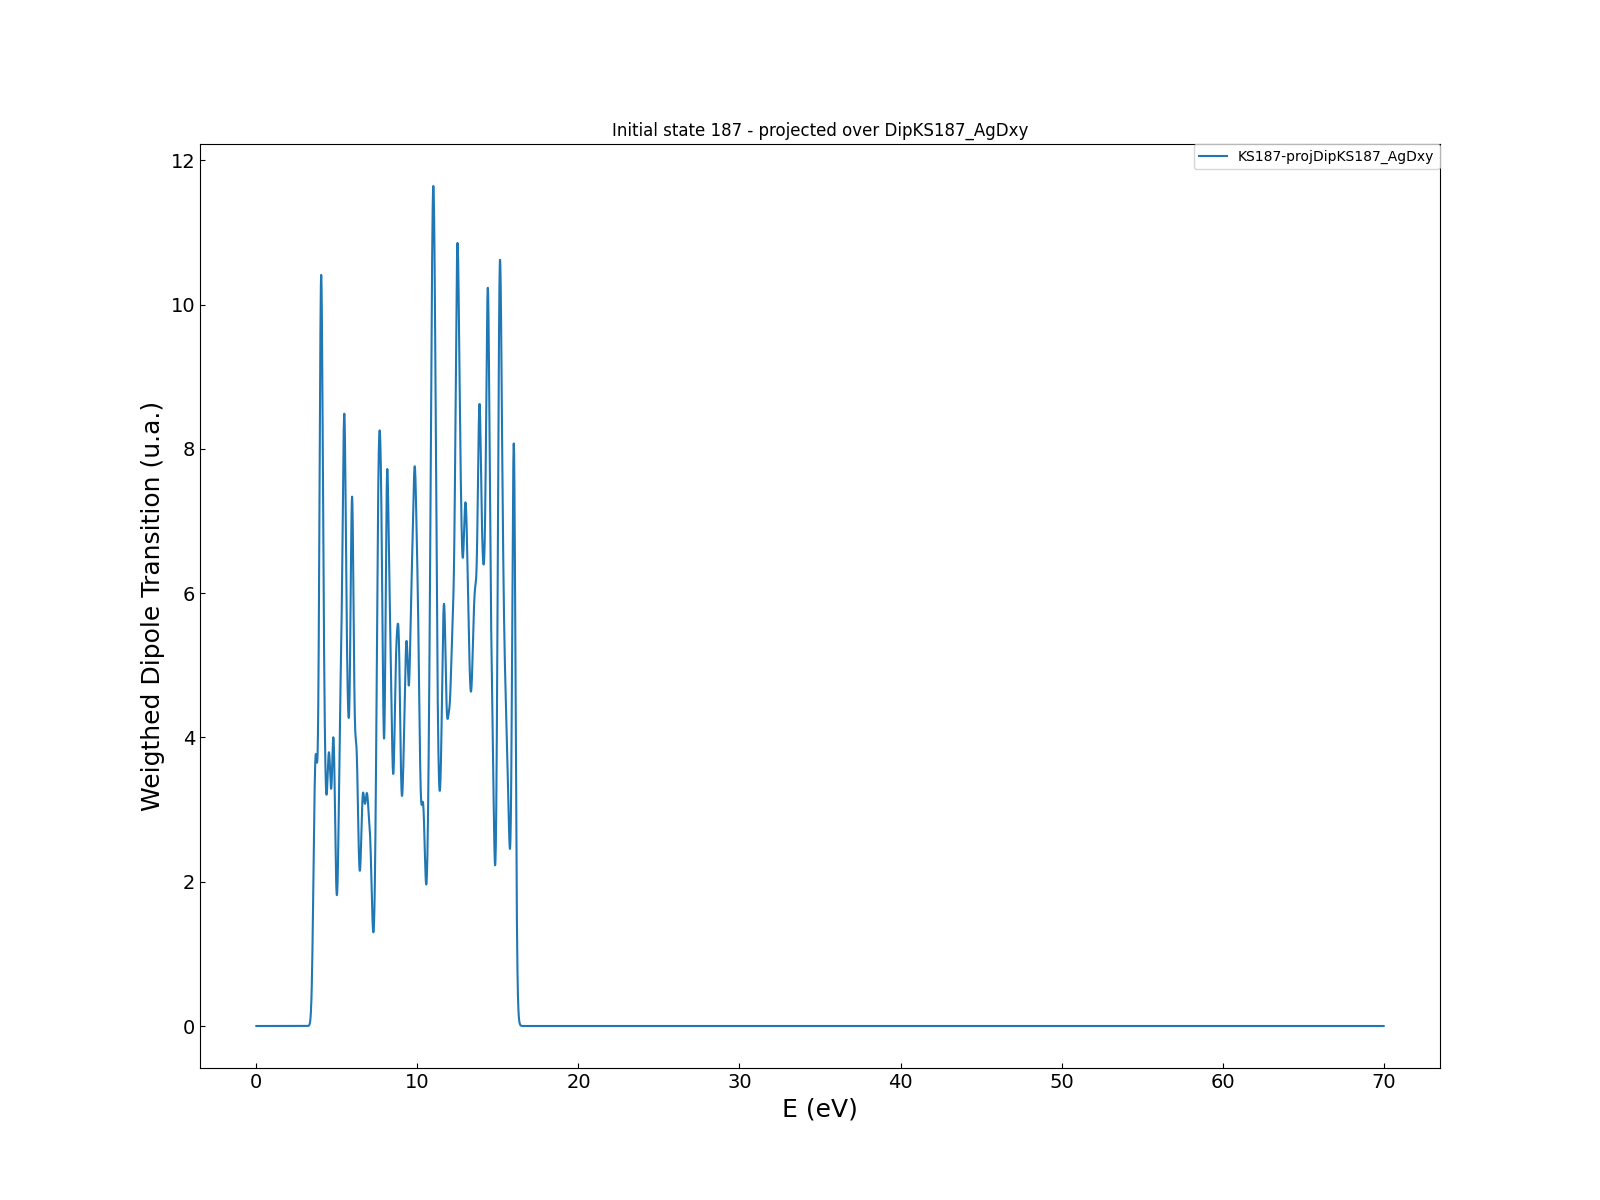 Initial state 187 - projected over DipKS187_AgDxy
KS187-projDipKS187_AgDxy
12
10
8
6
4
2
0
Weigthed Dipole Transition (u.a.)
0 10 20 30 40 50 60 70
E (eV)